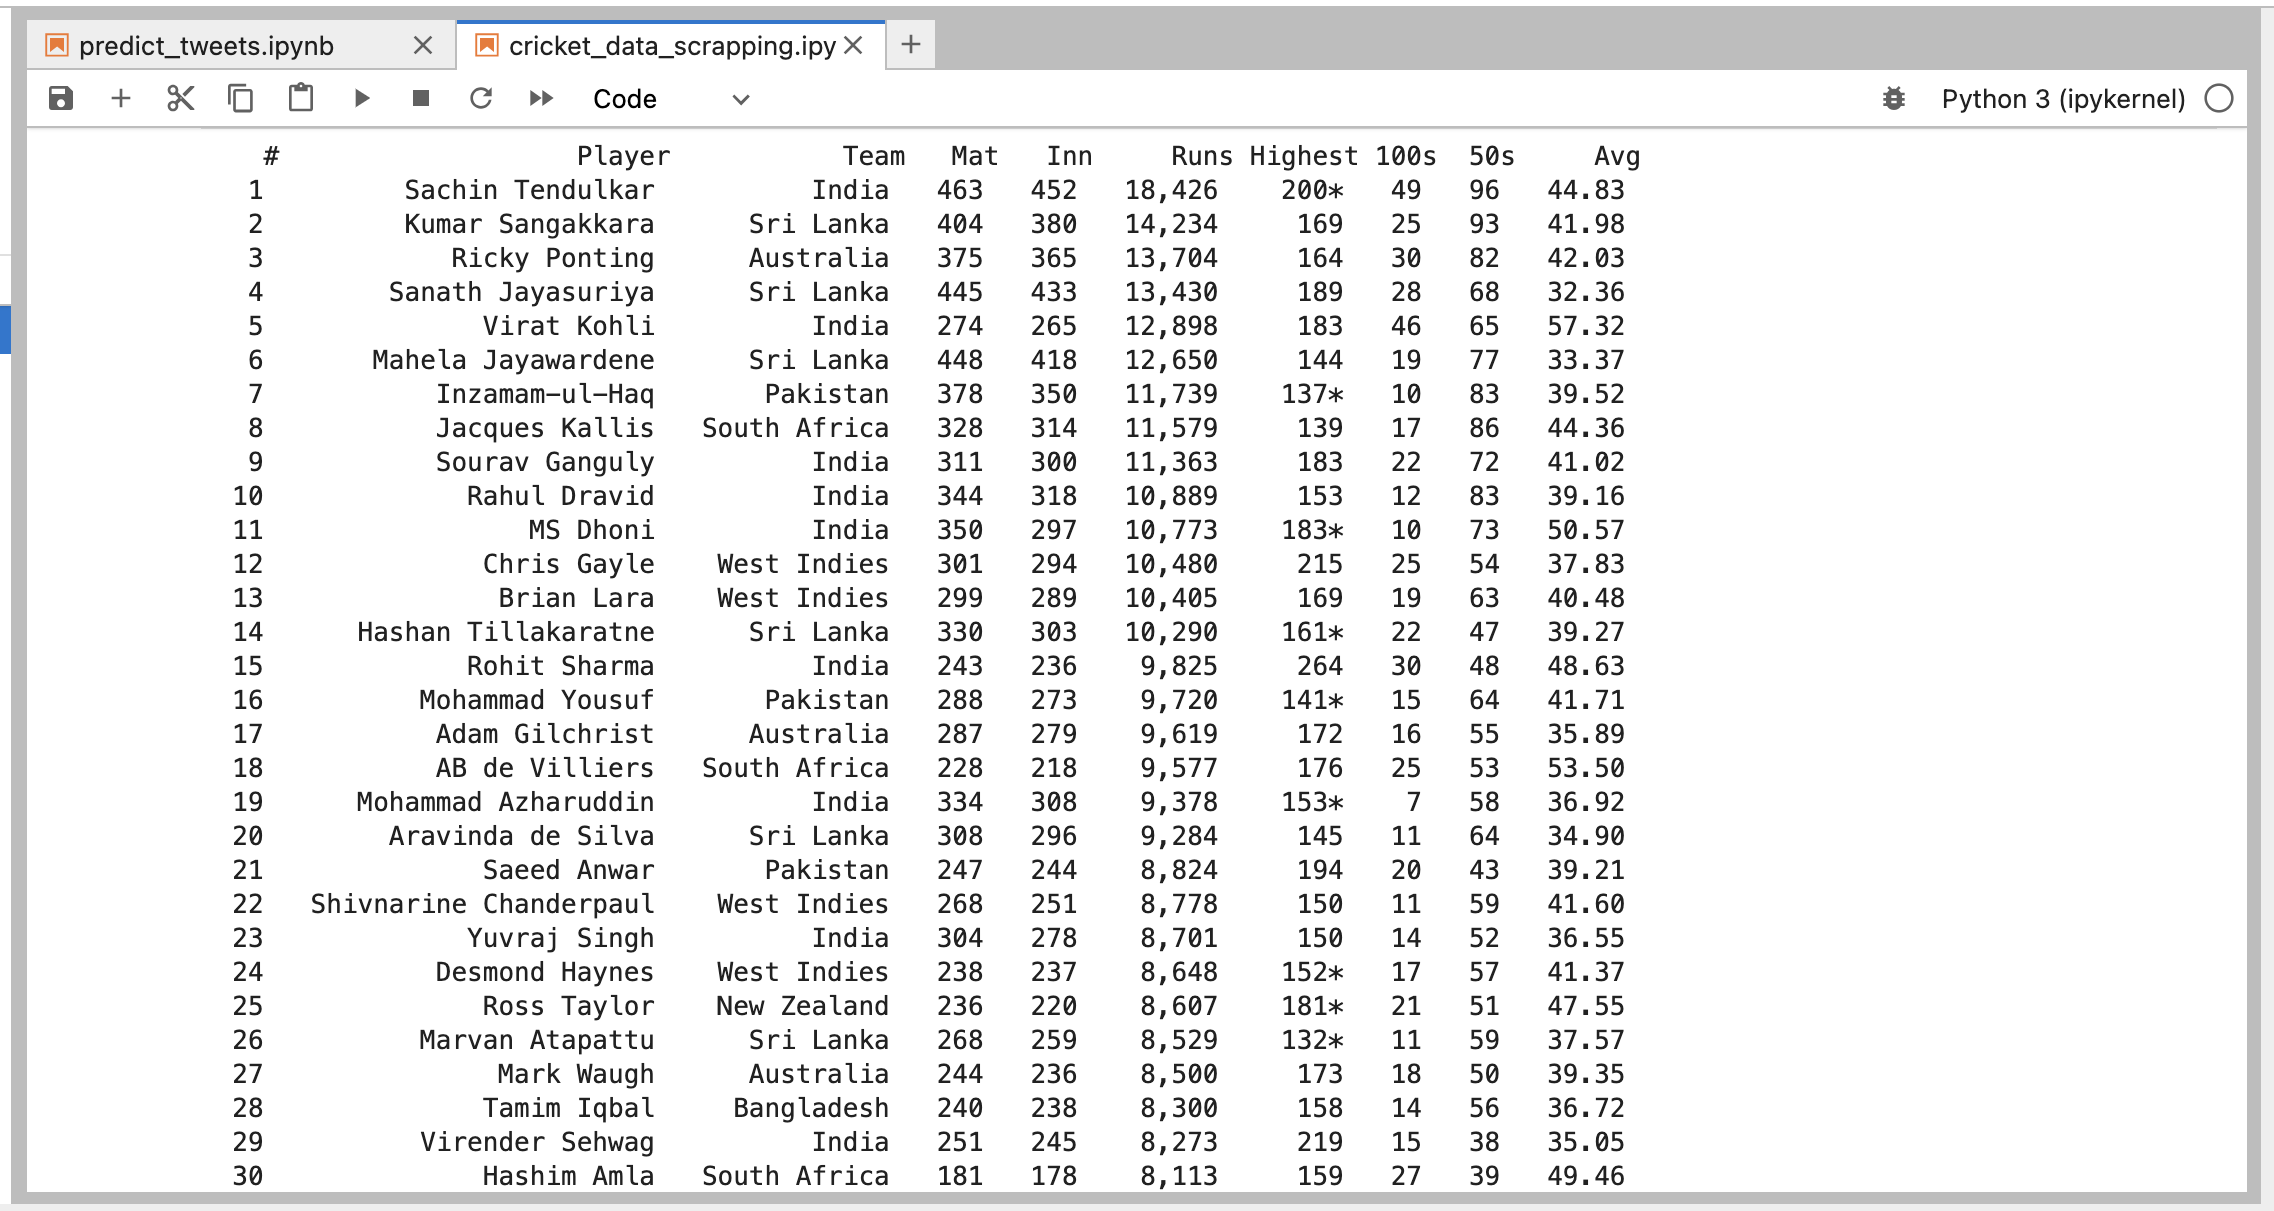 predict_tweets.ipynb cricket_data_scrapping.ipy
Code Python 3 (ipykernel)
# Player Team Mat Inn Runs Highest 100s 50s Avg
1 Sachin Tendulkar India 463 452 18,426 200* 49 96 44.83
2 Kumar Sangakkara Sri Lanka 404 380 14,234 169 25 93 41.98
3 Ricky Ponting Australia 375 365 13,704 164 30 82 42.03
4 Sanath Jayasuriya Sri Lanka 445 433 13,430 189 28 68 32.36
5 Virat Kohli India 274 265 12,898 183 46 65 57.32
6 Mahela Jayawardene Sri Lanka 448 418 12,650 144 19 77 33.37
7 Inzamam-ul-Haq Pakistan 378 350 11,739 137* 10 83 39.52
8 Jacques Kallis South Africa 328 314 11,579 139 17 86 44.36
9 Sourav Ganguly India 311 300 11,363 183 22 72 41.02
10 Rahul Dravid India 344 318 10,889 153 12 83 39.16
11 MS Dhoni India 350 297 10,773 183* 10 73 50.57
12 Chris Gayle West Indies 301 294 10,480 215 25 54 37.83
13 Brian Lara West Indies 299 289 10,405 169 19 63 40.48
14 Hashan Tillakaratne Sri Lanka 330 303 10,290 161* 22 47 39.27
15 Rohit Sharma India 243 236 9,825 264 30 48 48.63
16 Mohammad Yousuf Pakistan 288 273 9,720 141* 15 64 41.71
17 Adam Gilchrist Australia 287 279 9,619 172 16 55 35.89
18 AB de Villiers South Africa 228 218 9,577 176 25 53 53.50
19 Mohammad Azharuddin India 334 308 9,378 153* 7 58 36.92
20 Aravinda de Silva Sri Lanka 308 296 9,284 145 11 64 34.90
21 Saeed Anwar Pakistan 247 244 8,824 194 20 43 39.21
22 Shivnarine Chanderpaul West Indies 268 251 8,778 150 11 59 41.60
23 Yuvraj Singh India 304 278 8,701 150 14 52 36.55
24 Desmond Haynes West Indies 238 237 8,648 152* 17 57 41.37
25 Ross Taylor New Zealand 236 220 8,607 181* 21 51 47.55
26 Marvan Atapattu Sri Lanka 268 259 8,529 132* 11 59 37.57
27 Mark Waugh Australia 244 236 8,500 173 18 50 39.35
28 Tamim Iqbal Bangladesh 240 238 8,300 158 14 56 36.72
29 Virender Sehwag India 251 245 8,273 219 15 38 35.05
30 Hashim Amla South Africa 181 178 8,113 159 27 39 49.46